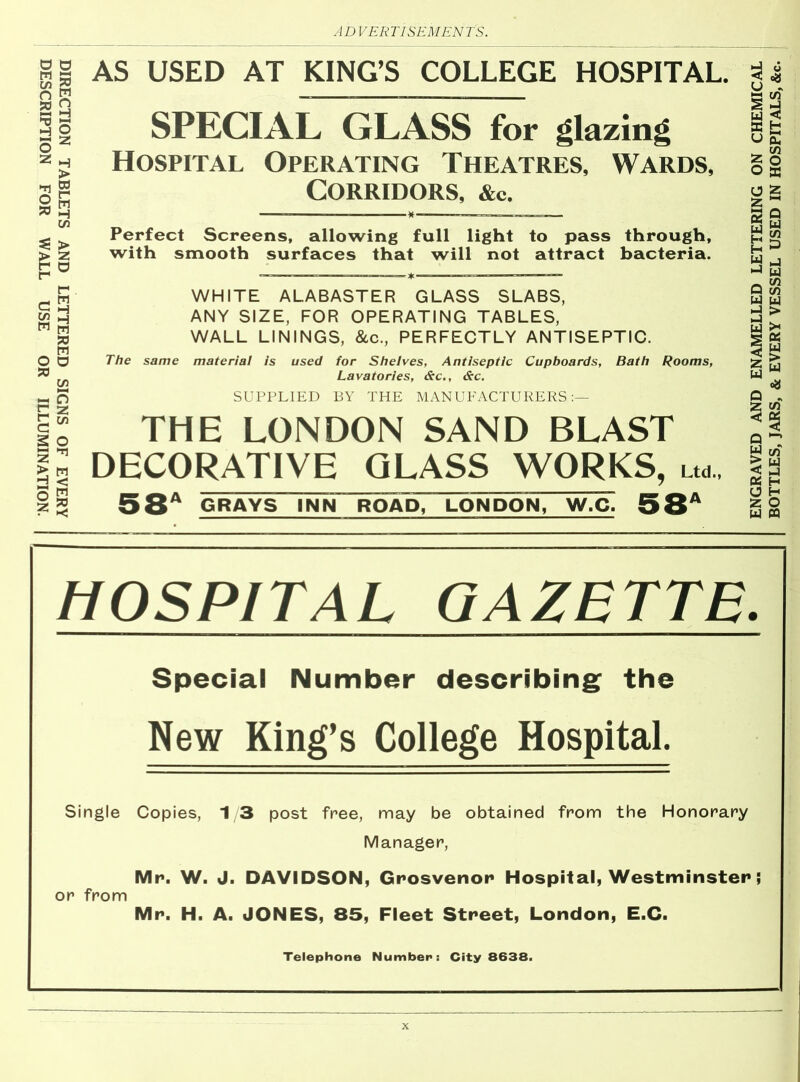 ADVERTISEMENTS.
DIRECTION TABLETS AND LETTERED SIGNS OF EVERY
DESCRIPTION FOR WALL USE OR ILLUMINATION.
AS USED AT KING'S COLLEGE HOSPITAL.
SPECIAL GLASS for glazing
HOSPITAL OPERATING THEATRES, WARDS,
CORRIDORS, &c.
Perfect Screens, allowing full light to pass through,
with smooth surfaces that will not attract bacteria.
WHITE ALABASTER GLASS SLABS,
ANY SIZE, FOR OPERATING TABLES,
WALL LININGS, &c., PERFECTLY ANTISEPTIC.
The same material is used for Shelves, Antiseptic Cupboards, Bath Rooms,
Lavatories, &c., &c.
SUPPLIED BY THE MANUFACTURERS:—
THE LONDON SAND BLAST
DECORATIVE GLASS WORKS, Ltd.,
58A GRAYS INN ROAD, LONDON, W.C. 58A
ENGRAVED AND ENAMELLED LETTERING ON CHEMICAL
BOTTLES, JARS, & EVERY VESSEL USED IN HOSPITALS, &c.
HOSPITAL GAZETTE.
Special Number describing the
New King's College Hospital.
Single Copies, 1/3 post free, may be obtained from the Honorary
Manager,
Mr. W. J. DAVIDSON, Grosvenor Hospital, Westminster;
or from
Mr. H. A. JONES, 85, Fleet Street, London, E.C.
Telephone Number: City 8638.
x